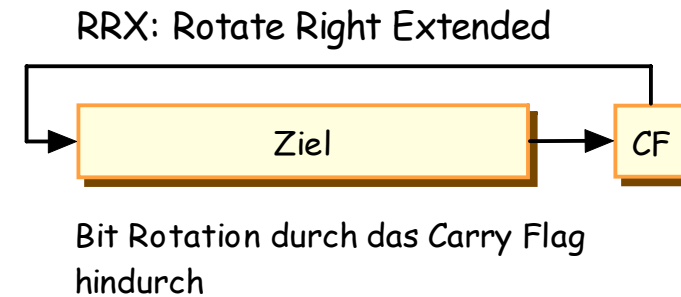 RRX: Rotate Right Extended
Ziel
CF
Bit Rotation durch das Carry Flag
hindurch